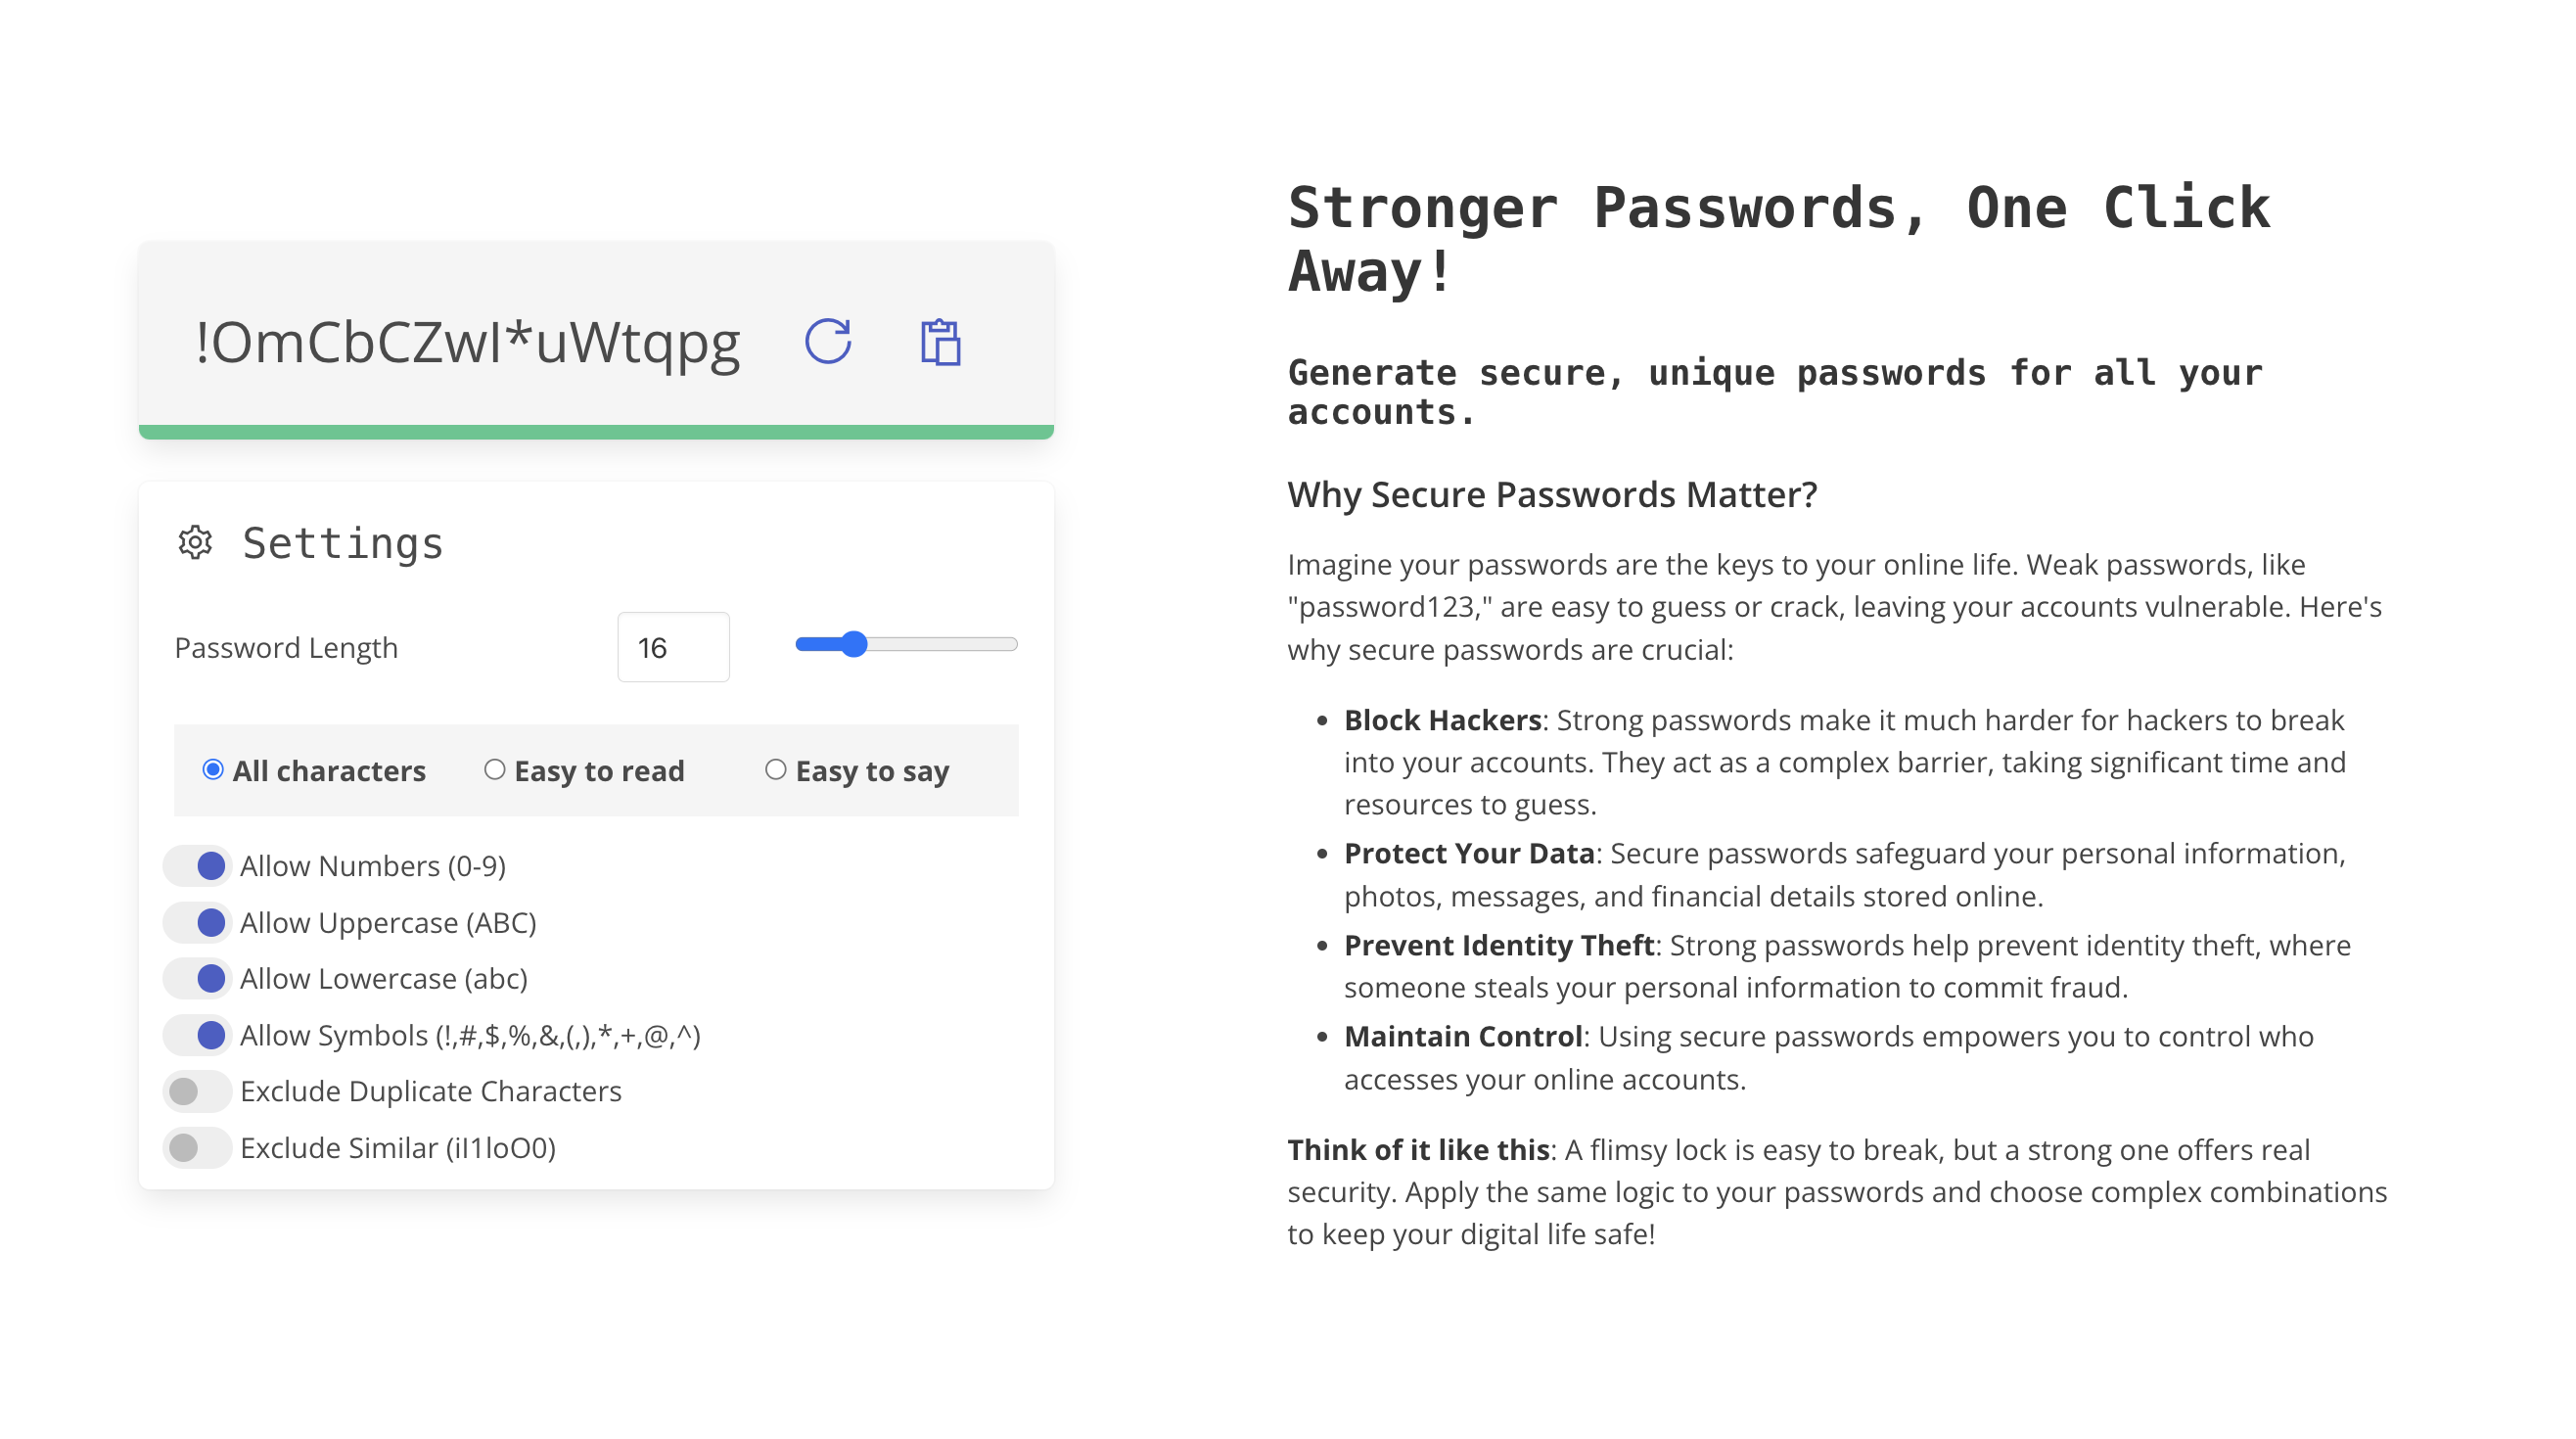 !OmCbCZwI*uWtqpg
Settings
Password Length
16
All characters
Easy to read
Easy to say
Allow Numbers (0-9)
Allow Uppercase (ABC)
Allow Lowercase (abc)
Allow Symbols (!,#,$,%,&,(,),*,+,@,^)
Exclude Duplicate Characters
Exclude Similar (iI1loO0)
Stronger Passwords, One Click
Away!
Generate secure, unique passwords for all your
accounts.
Why Secure Passwords Matter?
Imagine your passwords are the keys to your online life. Weak passwords, like
"password123," are easy to guess or crack, leaving your accounts vulnerable. Here's
why secure passwords are crucial:
• Block Hackers: Strong passwords make it much harder for hackers to break
into your accounts. They act as a complex barrier, taking significant time and
resources to guess.
• Protect Your Data: Secure passwords safeguard your personal information,
photos, messages, and financial details stored online.
• Prevent Identity Theft: Strong passwords help prevent identity theft, where
someone steals your personal information to commit fraud.
• Maintain Control: Using secure passwords empowers you to control who
accesses your online accounts.
Think of it like this: A flimsy lock is easy to break, but a strong one offers real
security. Apply the same logic to your passwords and choose complex combinations
to keep your digital life safe!